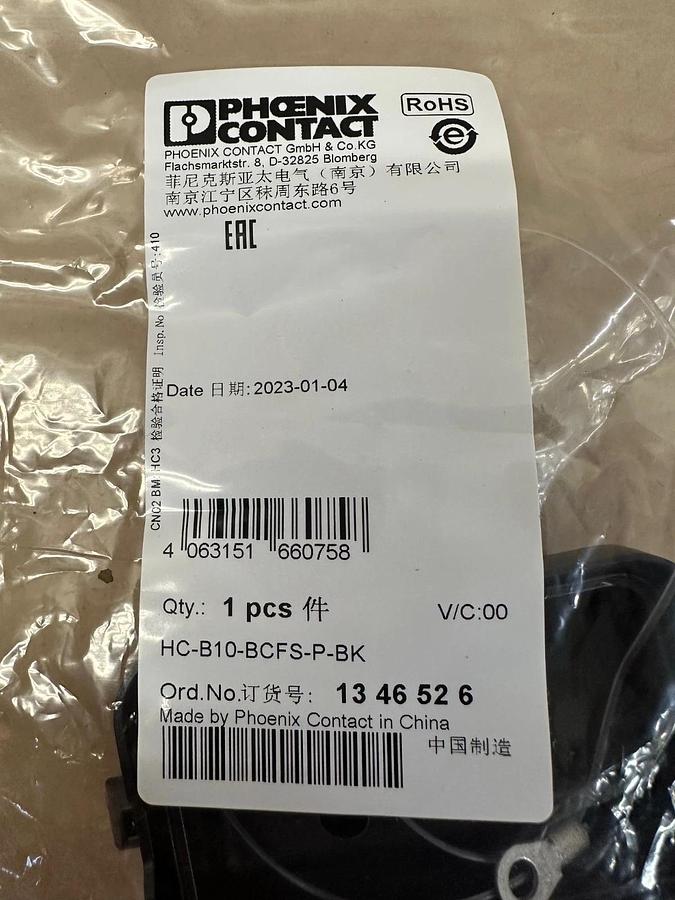 PHOENIX
CONTACT
RoHS
e
PHOENIX CONTACT GmbH & Co.KG
Flachsmarktstr. 8, D-32825 Blomberg
菲尼克斯亚太电气（南京）有限公司
南京江宁区秣周东路6号
www.phoenixcontact.com
EAC
CN02 BM: HC3 检验合格证明 Insp.No 检验员号:410
Date 日期:2023-01-04
4 063151 660758
Qty.: 1 pcs 件 V/C:00
HC-B10-BCFS-P-BK
Ord.No.订货号: 13 46 52 6
Made by Phoenix Contact in China
中国制造